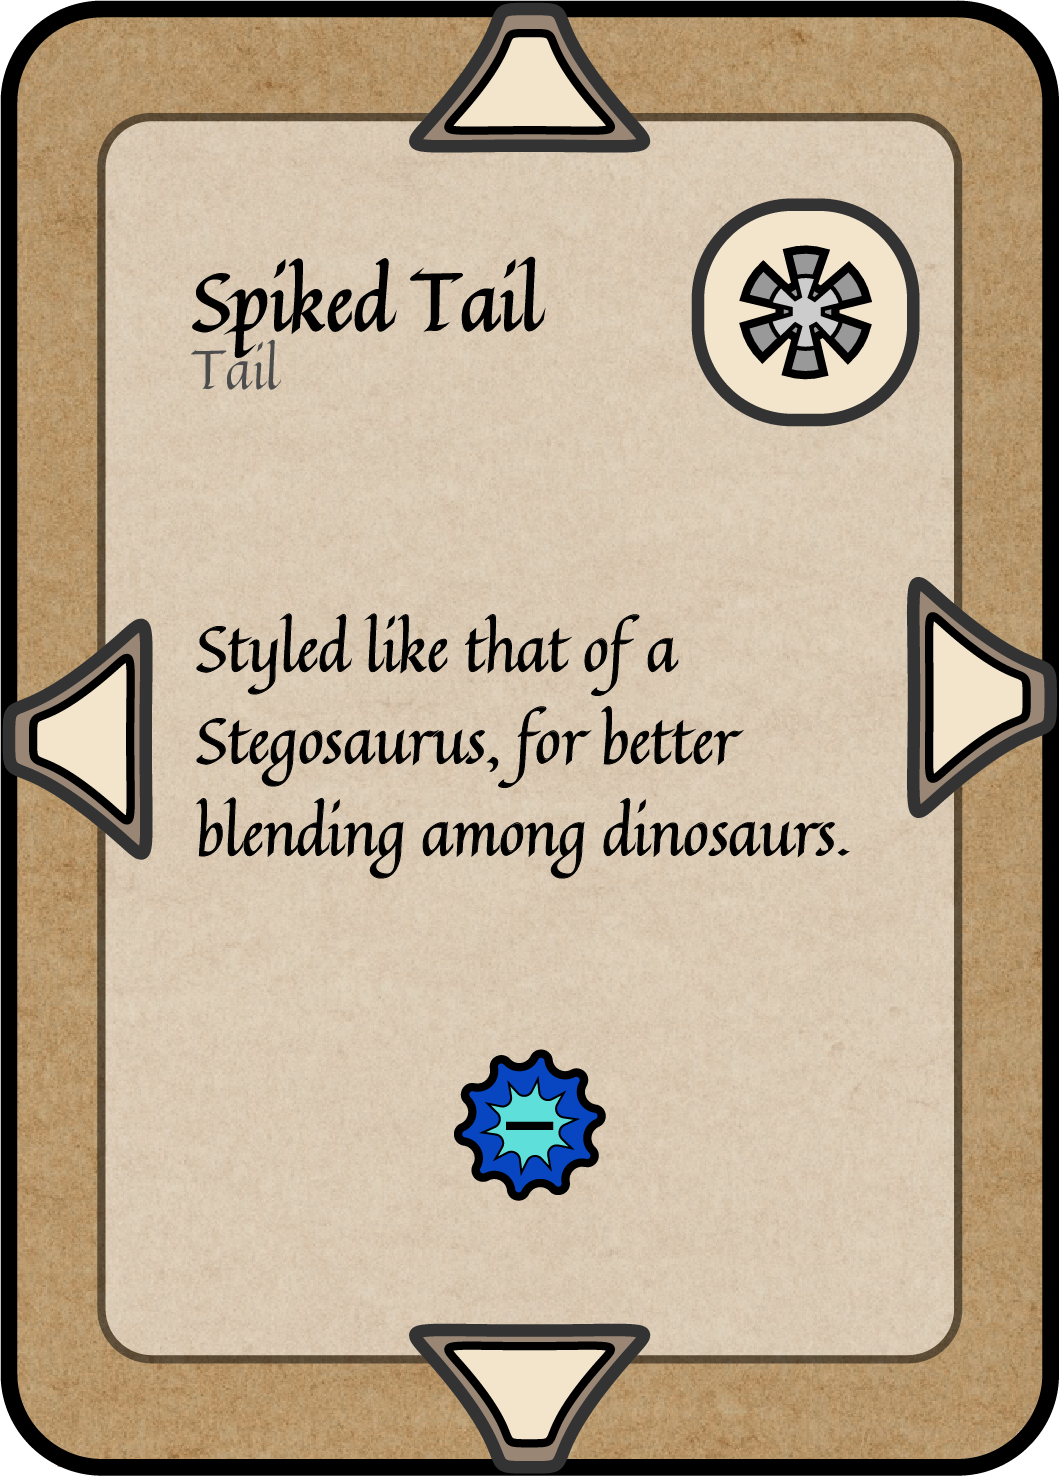 Spiked Tail
Tail
Styled like that of a
Stegosaurus, for better
blending among dinosaurs.